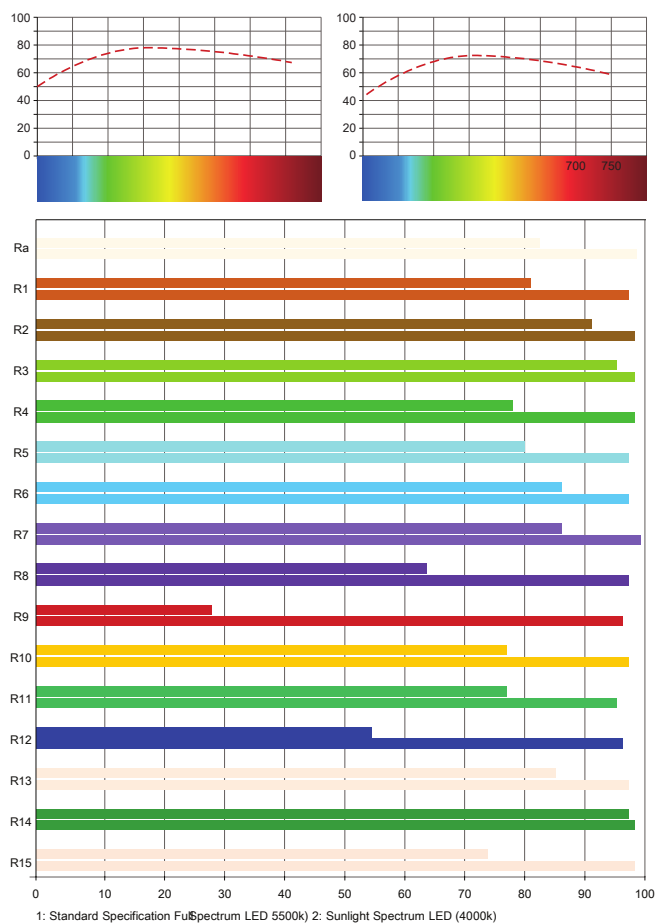 100 100
80 80
60 60
40 40
20 20
0 0
700 750
Ra
R1
R2
R3
R4
R5
R6
R7
R8
R9
R10
R11
R12
R13
R14
R15
0 10 20 30 40 50 60 70 80 90 100
1: Standard Specification Full Spectrum LED 5500k) 2: Sunlight Spectrum LED (4000k)